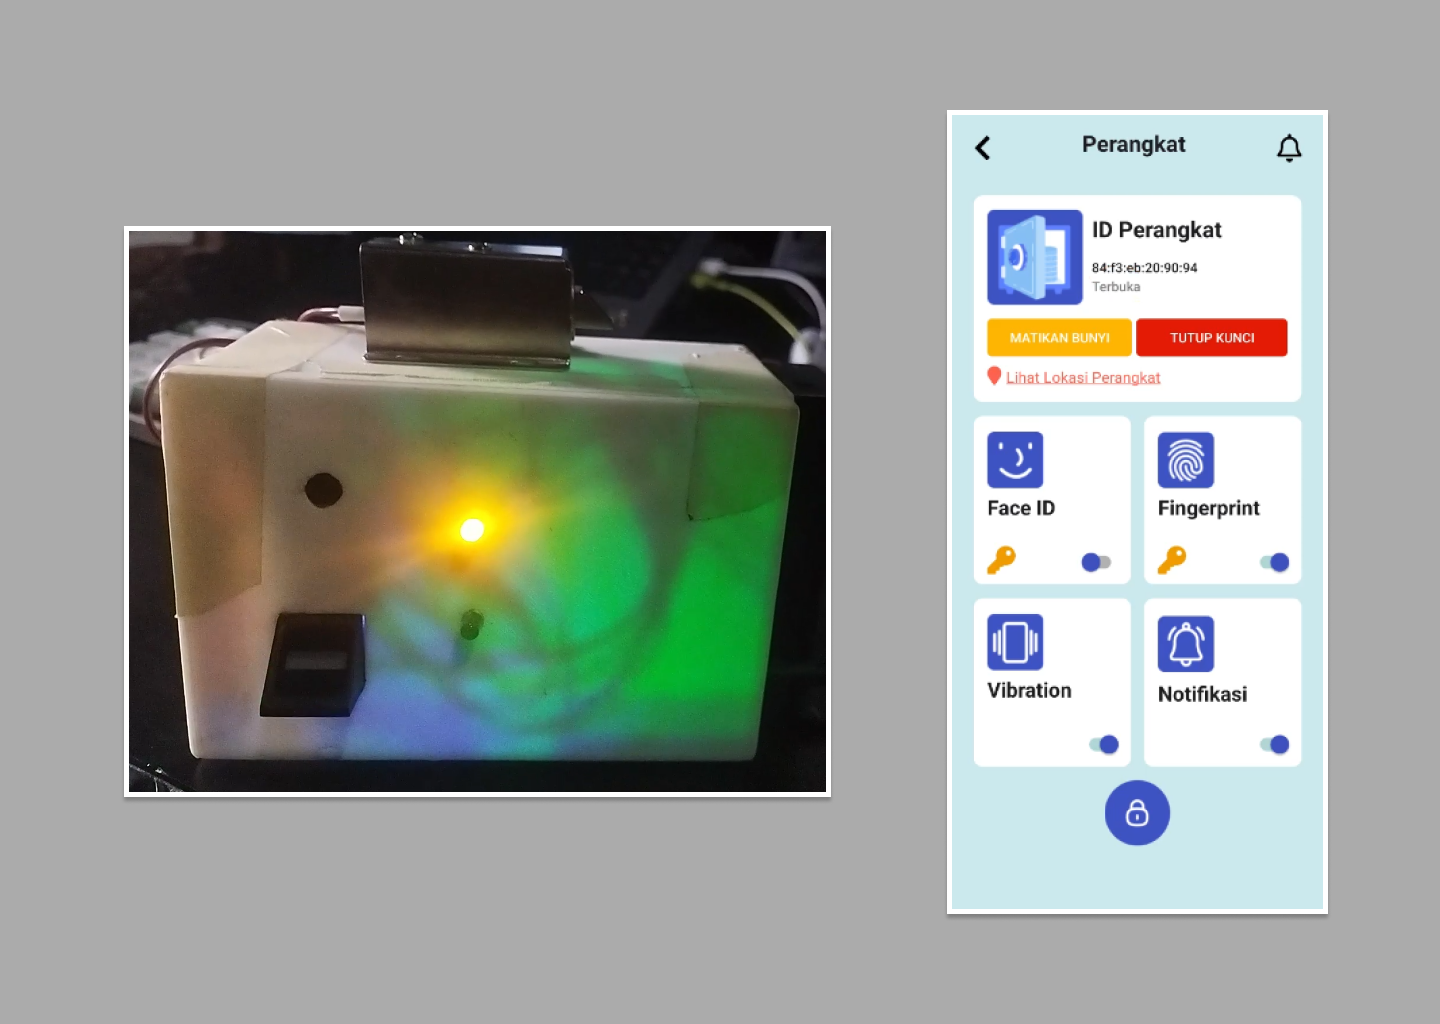 Perangkat
ID Perangkat
84:f3:eb:20:90:94
Terbuka
MATIKAN BUNYI
TUTUP KUNCI
Lihat Lokasi Perangkat
Face ID
Fingerprint
Vibration
Notifikasi